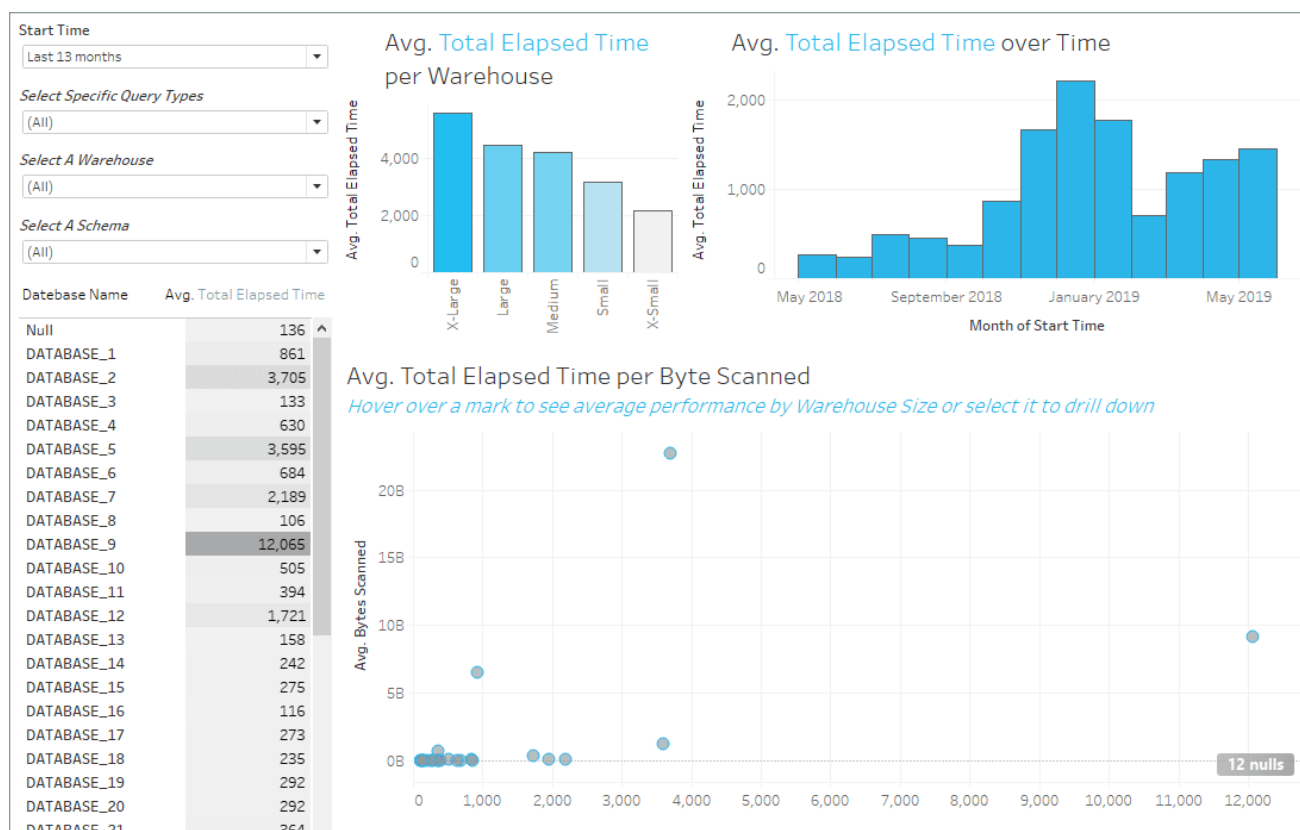 Start Time
Last 13 months
Select Specific Query Types
(All)
Select A Warehouse
(All)
Select A Schema
(All)
Datebase Name Avg. Total Elapsed Time
Null 136
DATABASE_1 861
DATABASE_2 3,705
DATABASE_3 133
DATABASE_4 630
DATABASE_5 3,595
DATABASE_6 684
DATABASE_7 2,189
DATABASE_8 106
DATABASE_9 12,065
DATABASE_10 505
DATABASE_11 394
DATABASE_12 1,721
DATABASE_13 158
DATABASE_14 242
DATABASE_15 275
DATABASE_16 116
DATABASE_17 273
DATABASE_18 235
DATABASE_19 292
DATABASE_20 292
DATABASE_21 364
Avg. Total Elapsed Time
per Warehouse
Avg. Total Elapsed Time
4,000
2,000
0
X-Large
Large
Medium
Small
X-Small
Avg. Total Elapsed Time over Time
Avg. Total Elapsed Time
2,000
1,000
0
May 2018 September 2018 January 2019 May 2019
Month of Start Time
Avg. Total Elapsed Time per Byte Scanned
Hover over a mark to see average performance by Warehouse Size or select it to drill down
Avg. Bytes Scanned
20B
15B
10B
5B
0B
12 nulls
0 1,000 2,000 3,000 4,000 5,000 6,000 7,000 8,000 9,000 10,000 11,000 12,000